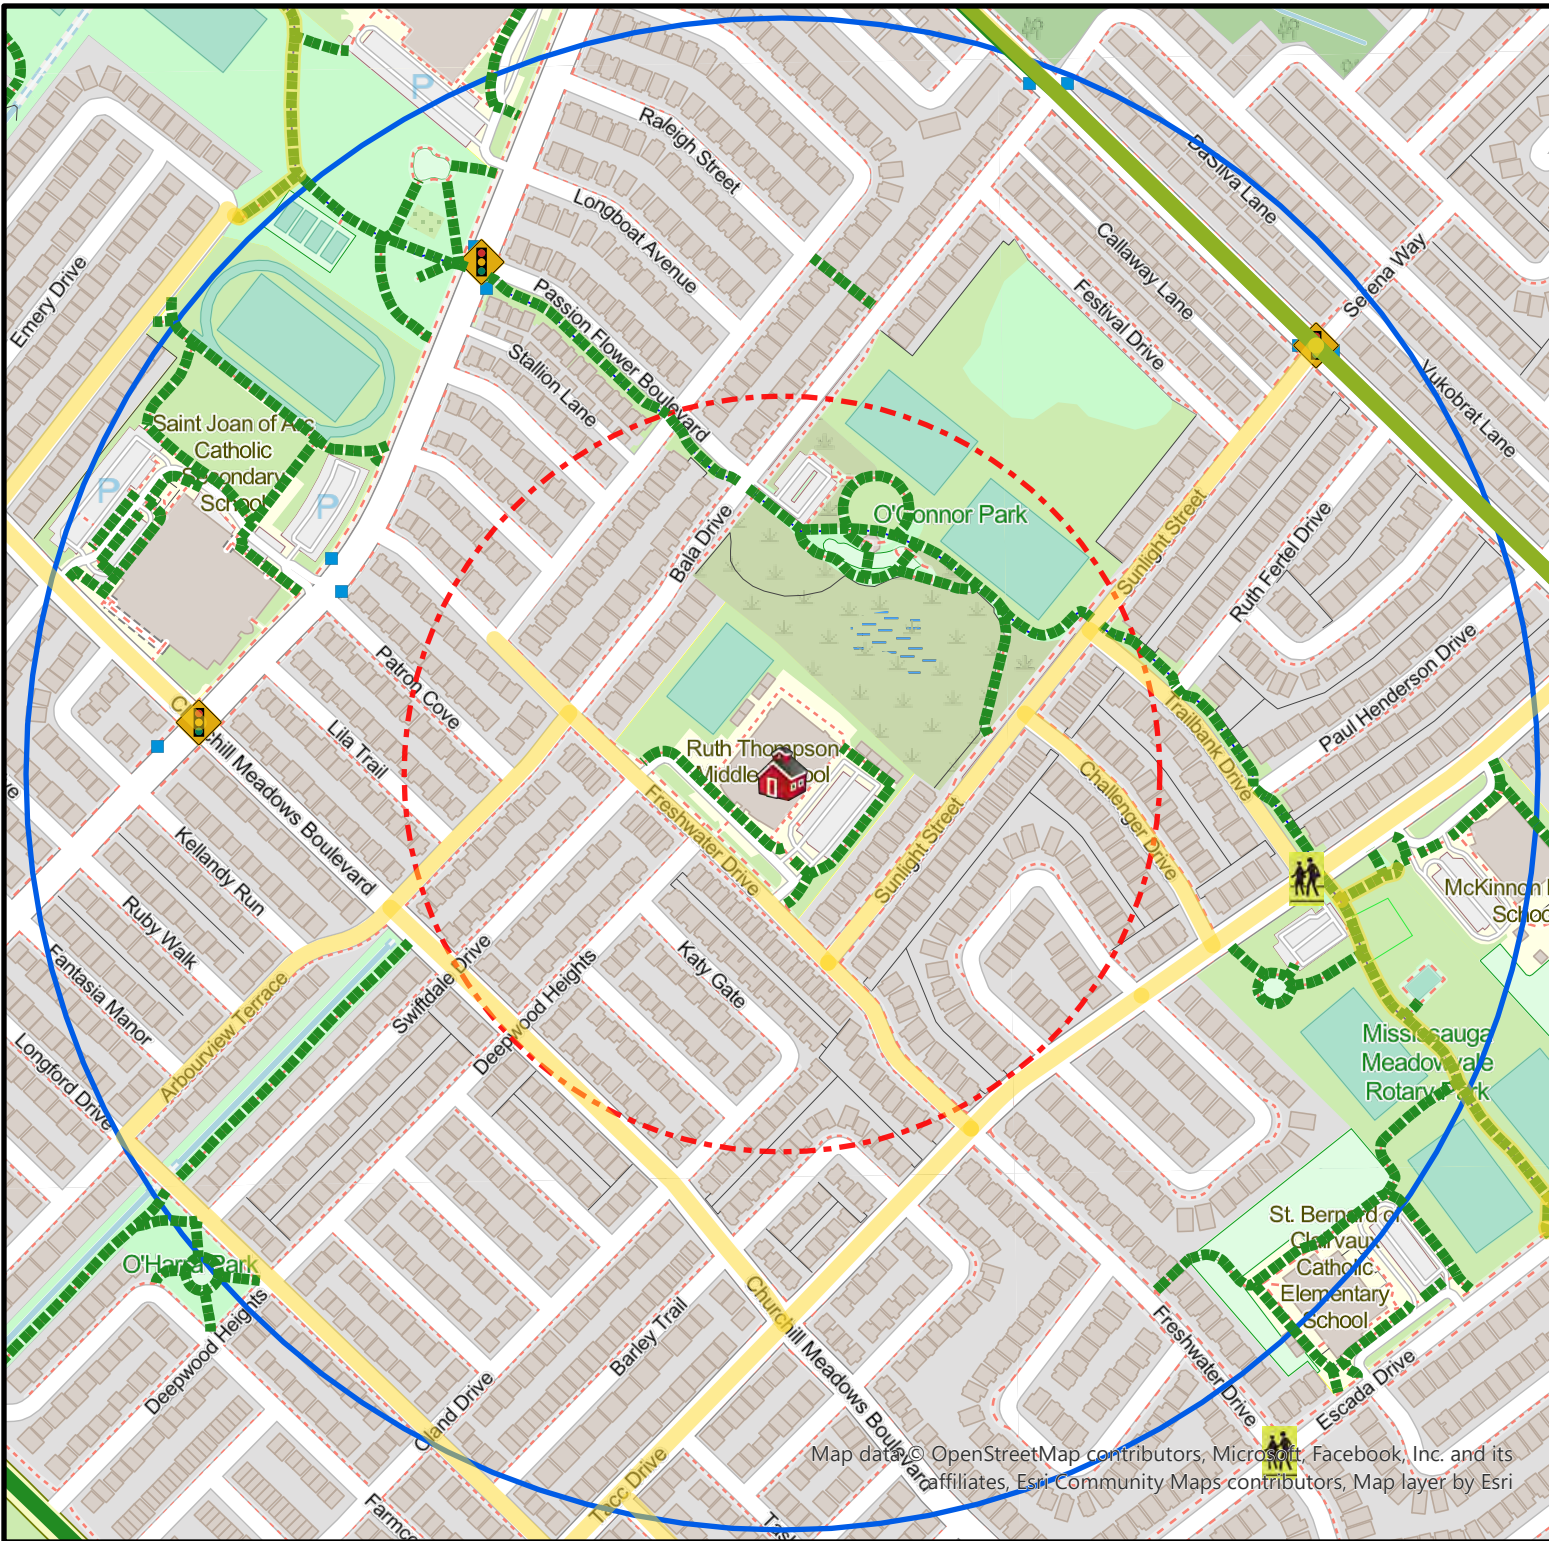 P
Raleigh Street
DaSilva Lane
Longboat Avenue
Callaway Lane
Selena Way
Emery Drive
Passion Flower Boulevard
Festival Drive
Stallion Lane
Vukobrat Lane
Saint Joan of Arc
Catholic
Secondary
School
P
P
O'Connor Park
Bala Drive
Sunlight Street
Ruth Fertel Drive
Patron Cove
Paul Henderson Drive
Lila Trail
Trailbank Drive
Churchill Meadows Boulevard
Ruth Thompson
Middle School
Challenger Drive
Freshwater Drive
Sunlight Street
Kellandy Run
McKinnon
Ruby Walk
Fantasia Manor
Swiftdale Drive
Deepwood Heights
Katy Gate
Arbourview Terrace
Longford Drive
Mississauga
Meadowvale
Rotary Park
O'Harra Park
St. Bernard of
Clairvaux
Catholic
Elementary
School
Deepwood Heights
Barley Trail
Churchill Meadows Boulevard
Freshwater Drive
Escada Drive
Oland Drive
Tacc Drive
Map data © OpenStreetMap contributors, Microsoft, Facebook, Inc. and its
affiliates, Esri Community Maps contributors, Map layer by Esri